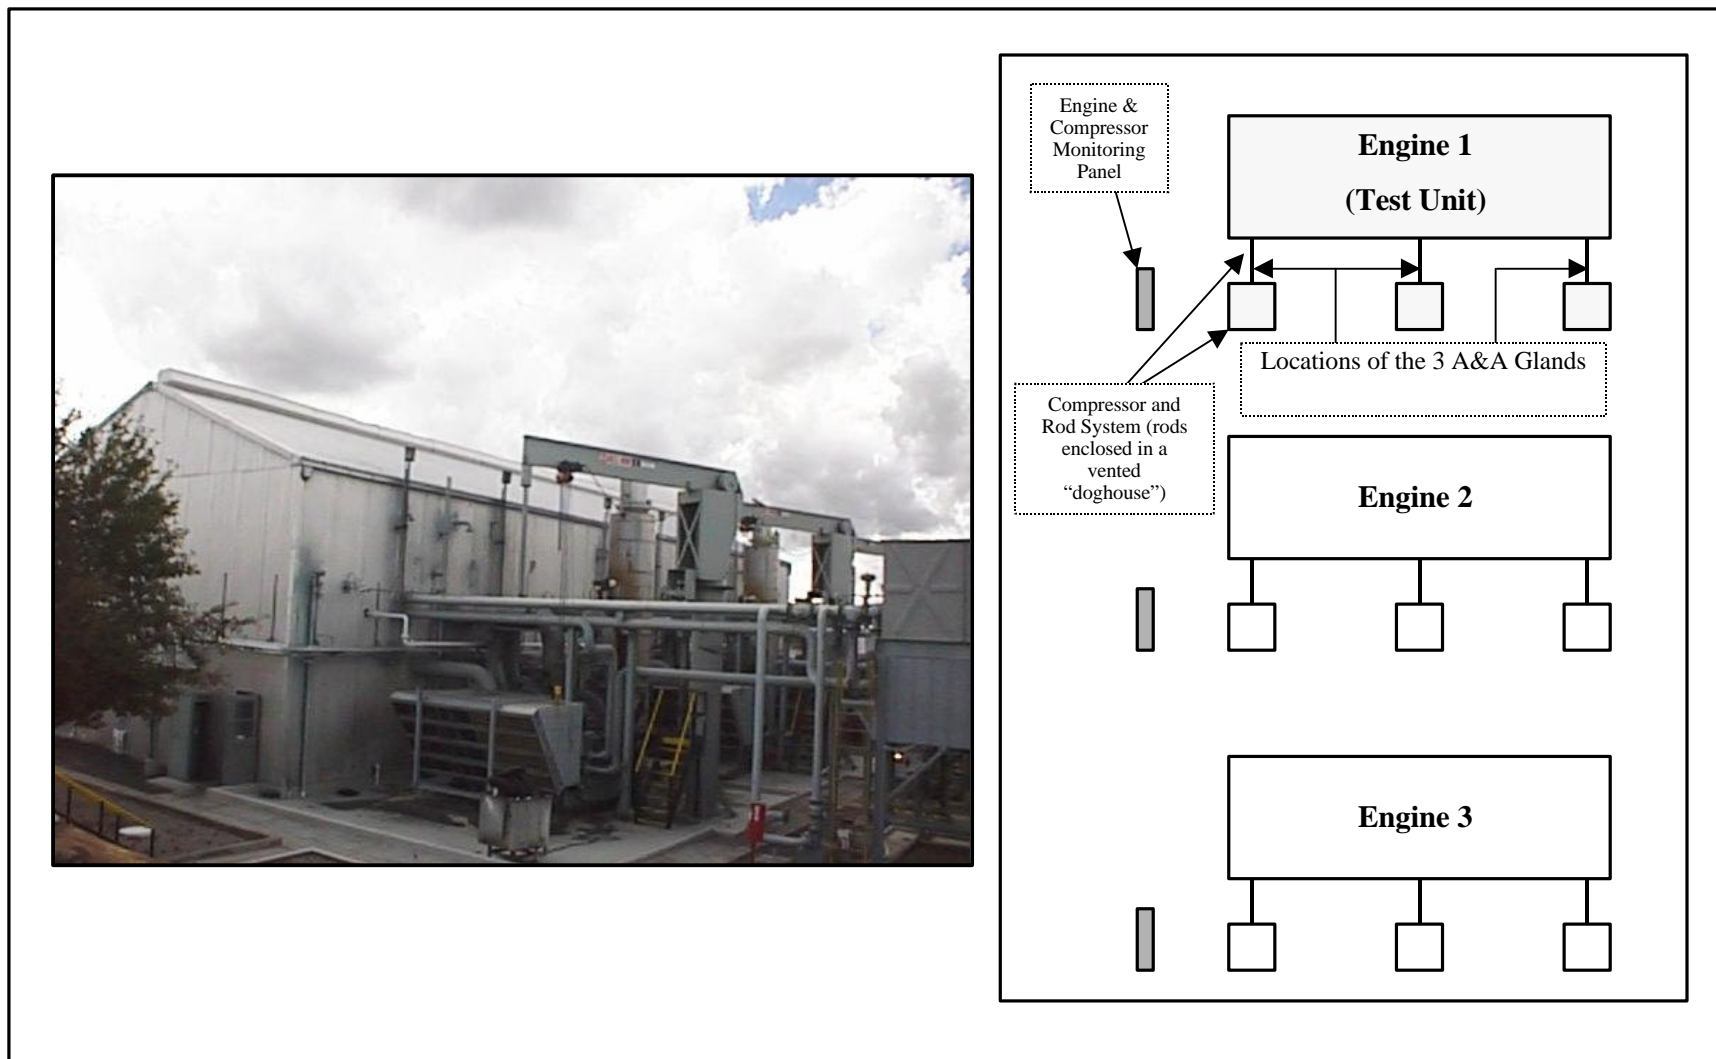 Engine &
Compressor
Monitoring
Panel
Engine 1
(Test Unit)
Locations of the 3 A&A Glands
Compressor and
Rod System (rods
enclosed in a
vented
“doghouse”)
Engine 2
Engine 3